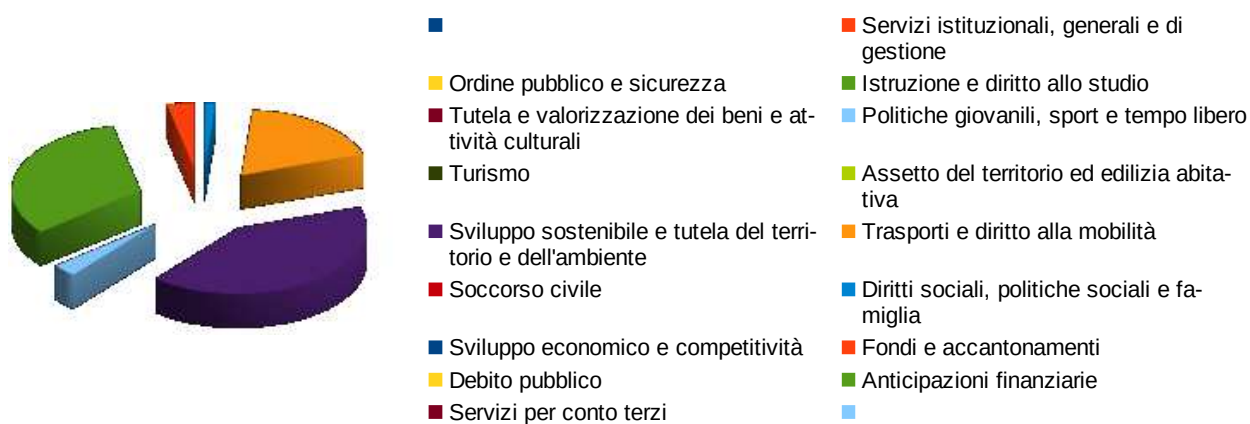 Servizi istituzionali, generali e di
gestione
Ordine pubblico e sicurezza
Istruzione e diritto allo studio
Tutela e valorizzazione dei beni e at-
tività culturali
Politiche giovanili, sport e tempo libero
Turismo
Assetto del territorio ed edilizia abita-
tiva
Sviluppo sostenibile e tutela del terri-
torio e dell'ambiente
Trasporti e diritto alla mobilità
Soccorso civile
Diritti sociali, politiche sociali e fa-
miglia
Sviluppo economico e competitività
Fondi e accantonamenti
Debito pubblico
Anticipazioni finanziarie
Servizi per conto terzi